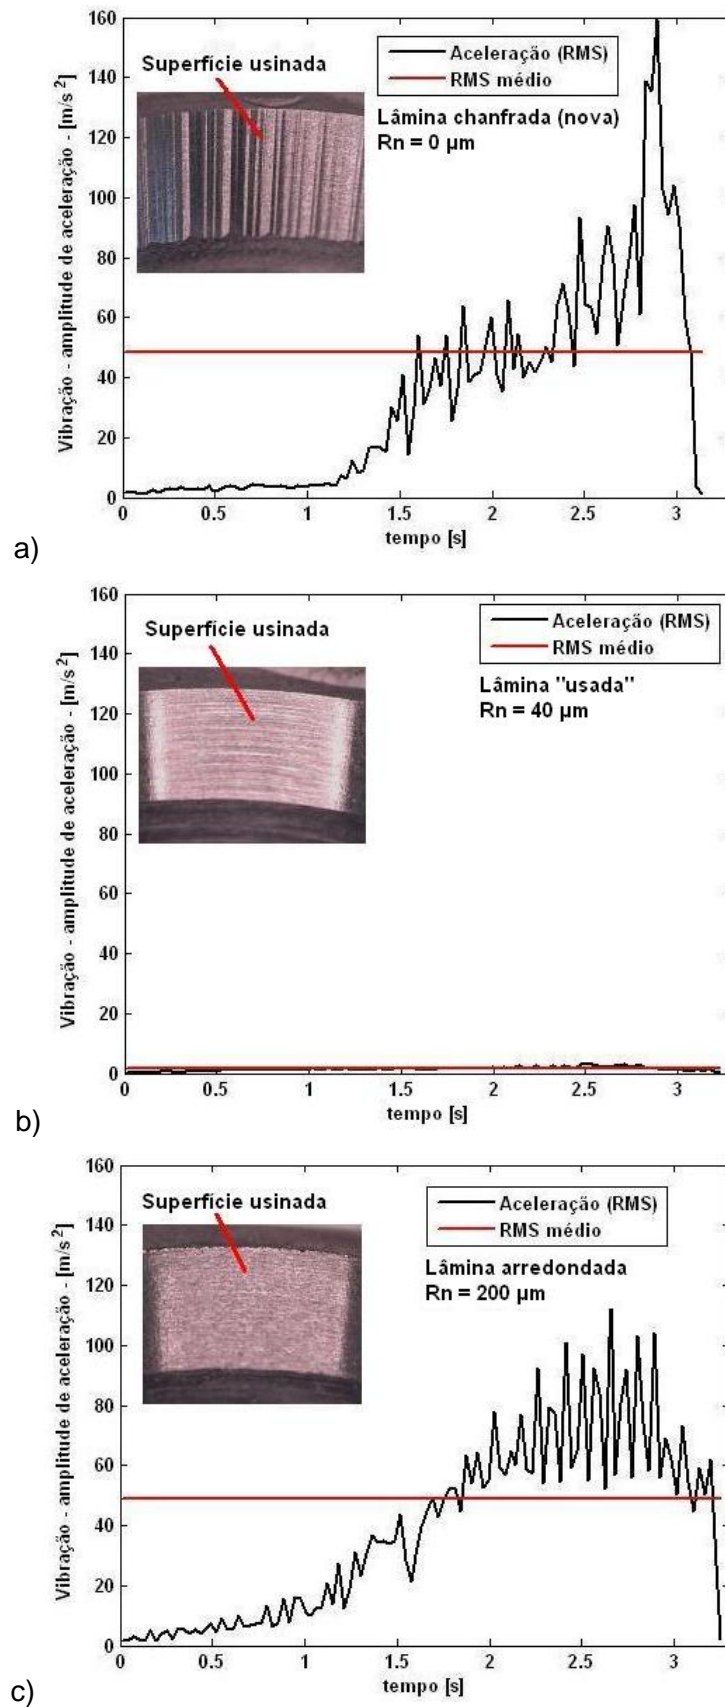 160
140
120
100
80
60
40
20
0
Vibração - amplitude de aceleração - [m/s²]
Superfície usinada
Aceleração (RMS)
RMS médio
Lâmina chanfrada (nova)
Rn = 0 µm
0 0.5 1 1.5 2 2.5 3
tempo [s]
a)
160
140
120
100
80
60
40
20
0
Vibração - amplitude de aceleração - [m/s²]
Superfície usinada
Aceleração (RMS)
RMS médio
Lâmina "usada"
Rn = 40 µm
0 0.5 1 1.5 2 2.5 3
tempo [s]
b)
160
140
120
100
80
60
40
20
0
Vibração - amplitude de aceleração - [m/s²]
Superfície usinada
Aceleração (RMS)
RMS médio
Lâmina arredondada
Rn = 200 µm
0 0.5 1 1.5 2 2.5 3
tempo [s]
c)